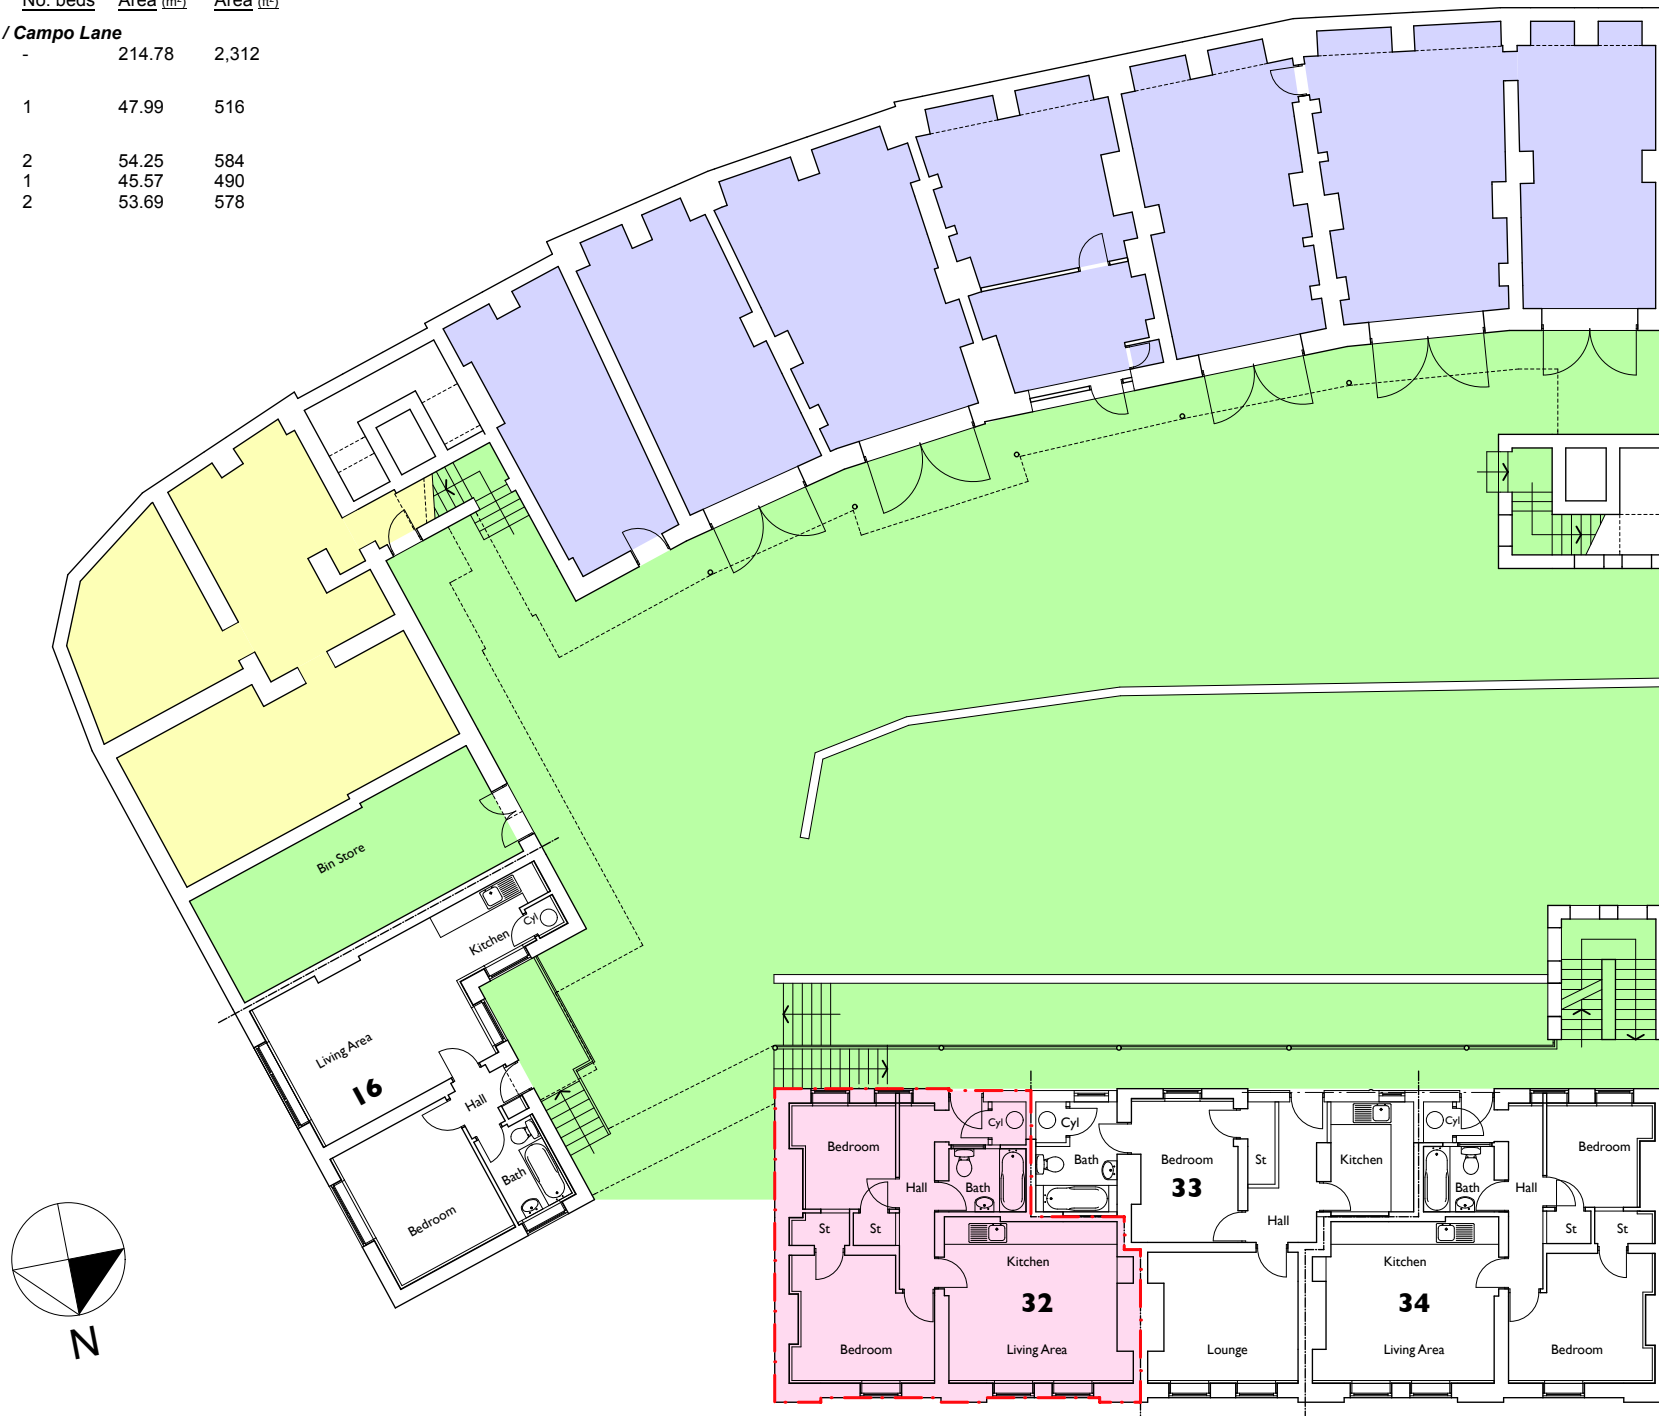 No. beds Area (m²) Area (ft²)
/ Campo Lane
- 214.78 2,312
1 47.99 516
2 54.25 584
1 45.57 490
2 53.69 578
Bin Store
Kitchen
Cyl
Living Area
16
Hall
Bath
Bedroom
N
Bedroom
Cyl
Hall
Bath
St
St
Kitchen
32
Bedroom
Living Area
Cyl
Bath
Bedroom
33
St
Kitchen
Hall
Lounge
Cyl
Bath
Hall
Bedroom
St
St
Kitchen
34
Living Area
Bedroom